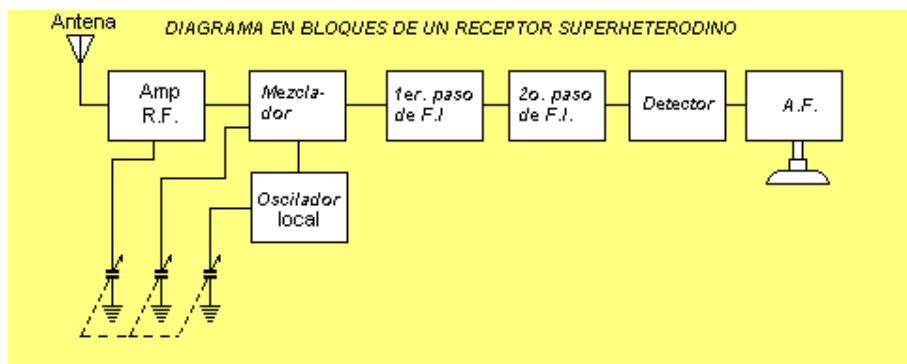 Antena
DIAGRAMA EN BLOQUES DE UN RECEPTOR SUPERHETERODINO
Amp
R.F.
Mezcla-
dor
1er. paso
de F.I
2o. paso
de F.I.
Detector
A.F.
Oscilador
local